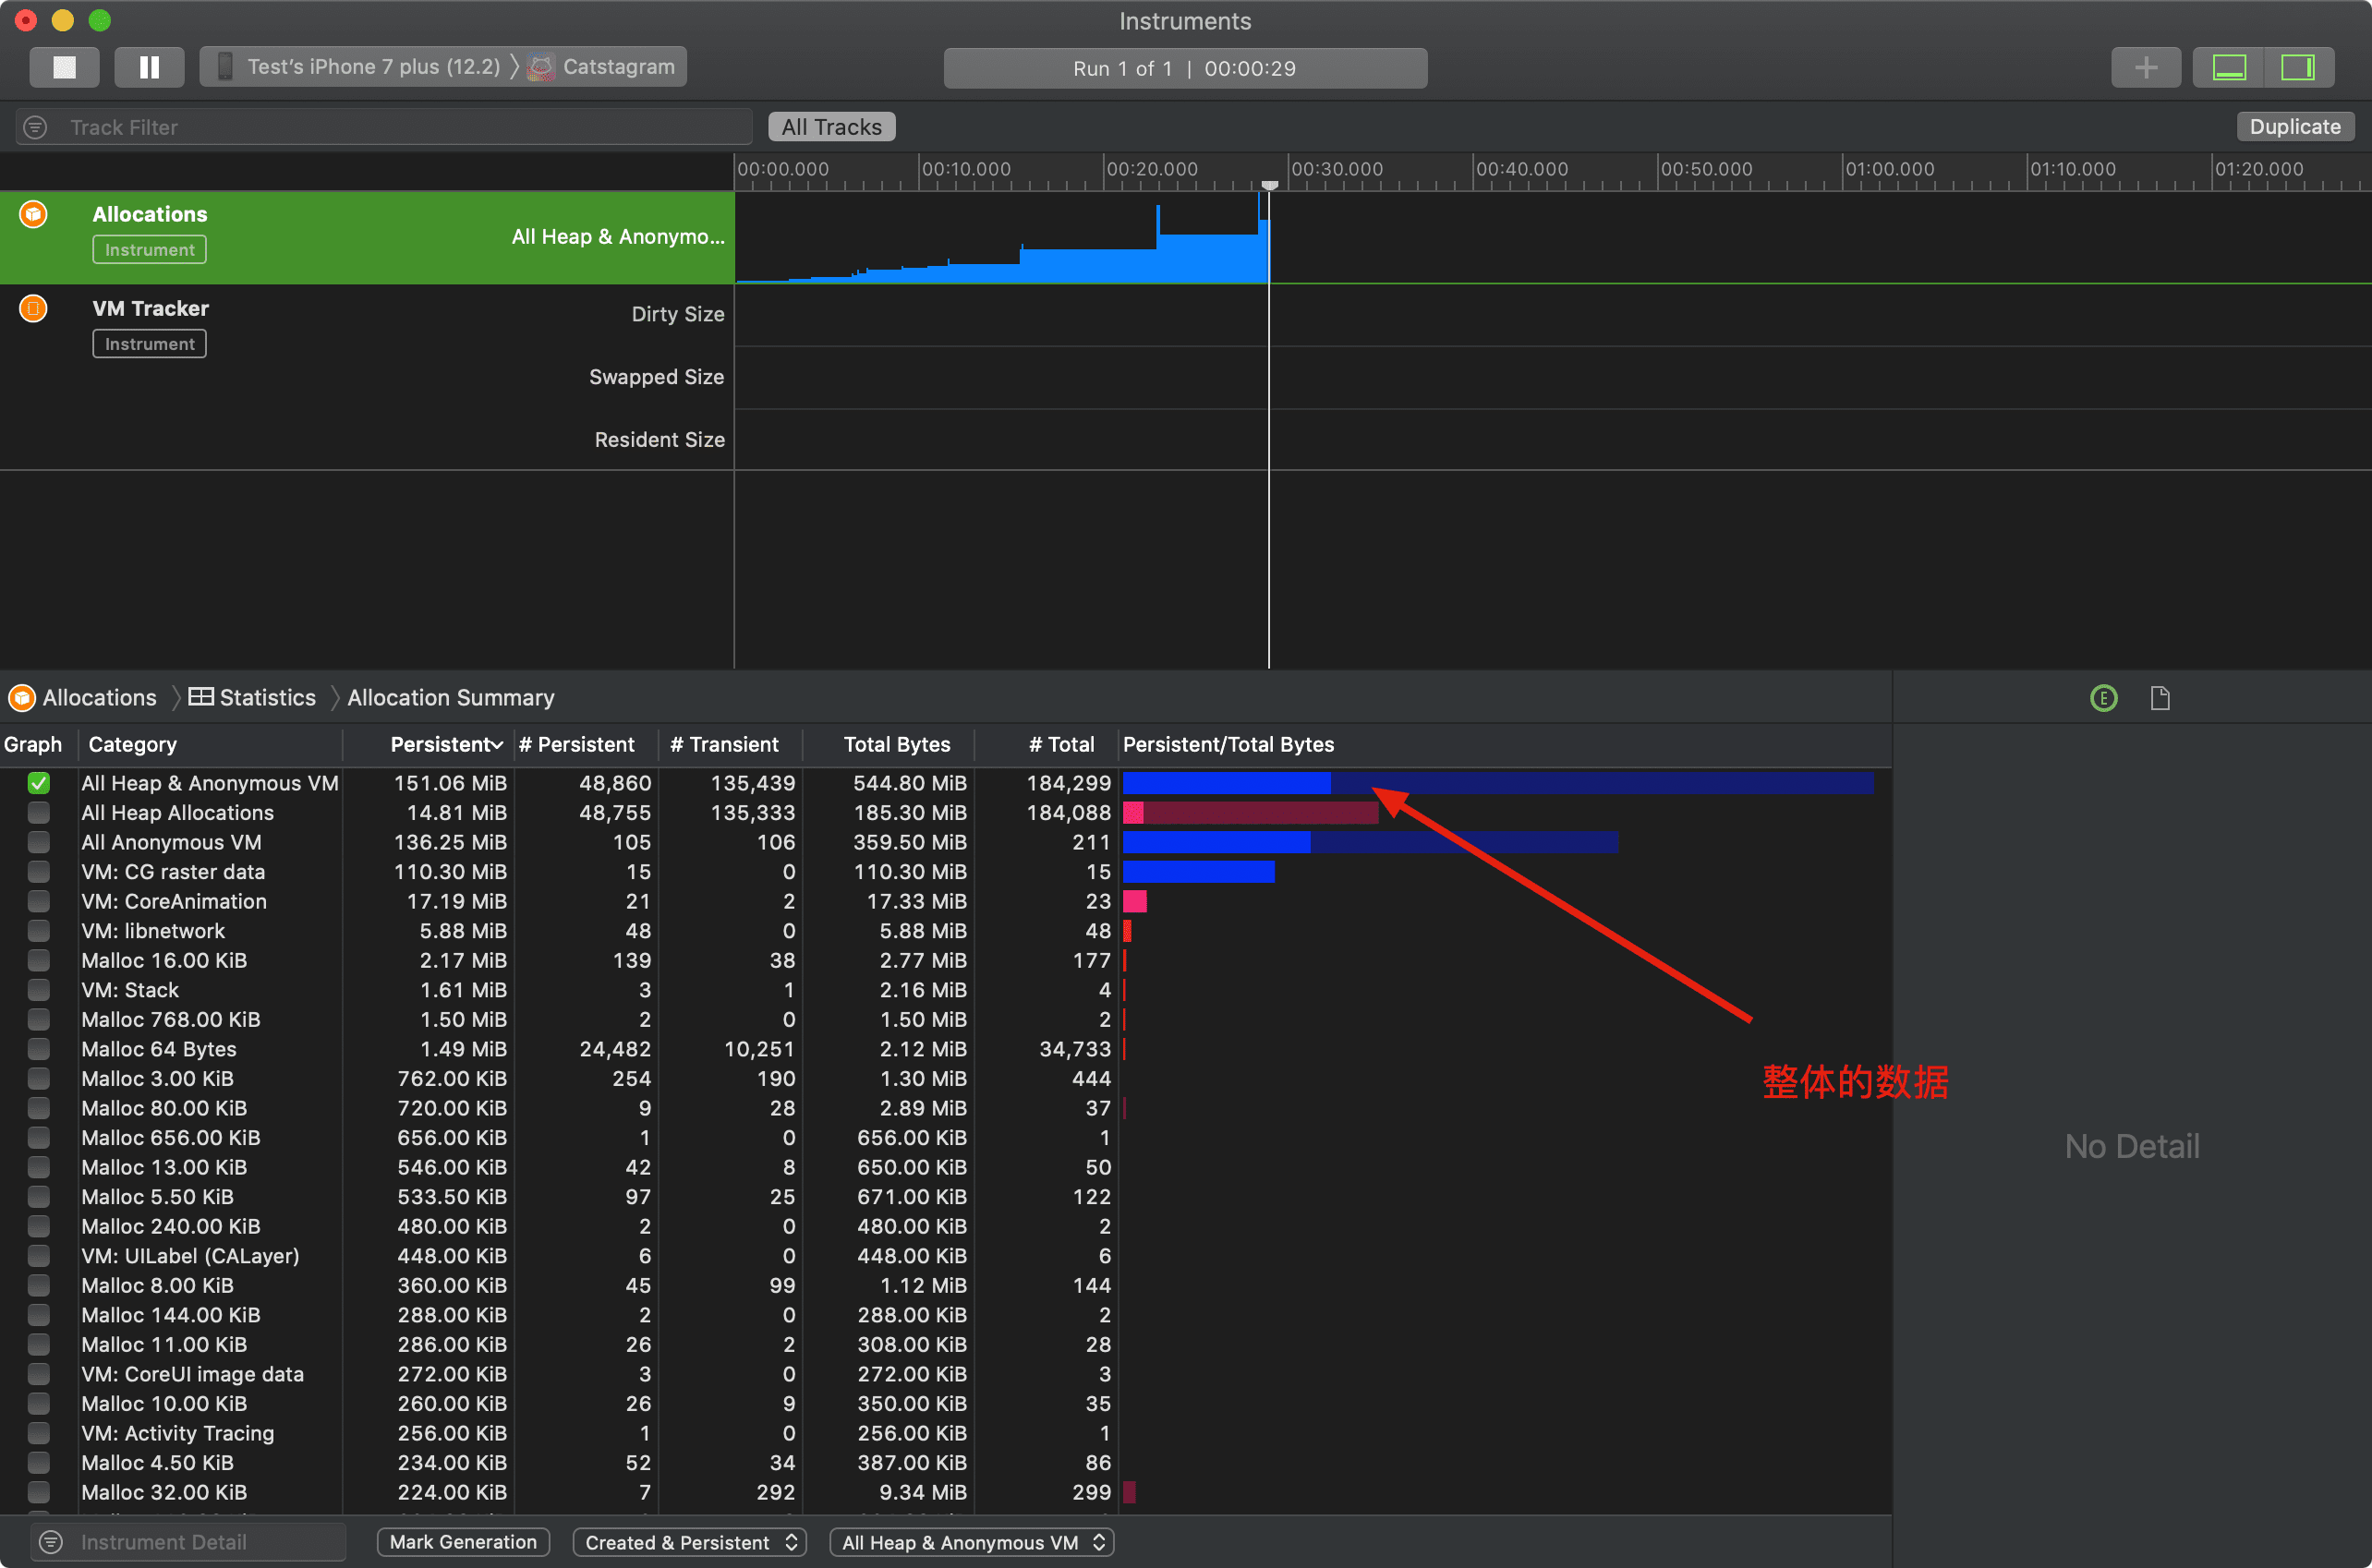 Instruments
Test’s iPhone 7 plus (12.2) 〉 Catstagram
Run 1 of 1 | 00:00:29
Track Filter
All Tracks
Duplicate
00:00.000 00:10.000 00:20.000 00:30.000 00:40.000 00:50.000 01:00.000 01:10.000 01:20.000
Allocations
Instrument
All Heap & Anonymo...
VM Tracker
Instrument
Dirty Size
Swapped Size
Resident Size
Allocations 〉 Statistics 〉 Allocation Summary
E
Graph Category Persistent # Persistent # Transient Total Bytes # Total Persistent/Total Bytes
All Heap & Anonymous VM 151.06 MiB 48,860 135,439 544.80 MiB 184,299
All Heap Allocations 14.81 MiB 48,755 135,333 185.30 MiB 184,088
All Anonymous VM 136.25 MiB 105 106 359.50 MiB 211
VM: CG raster data 110.30 MiB 15 0 110.30 MiB 15
VM: CoreAnimation 17.19 MiB 21 2 17.33 MiB 23
VM: libnetwork 5.88 MiB 48 0 5.88 MiB 48
Malloc 16.00 KiB 2.17 MiB 139 38 2.77 MiB 177
VM: Stack 1.61 MiB 3 1 2.16 MiB 4
Malloc 768.00 KiB 1.50 MiB 2 0 1.50 MiB 2
Malloc 64 Bytes 1.49 MiB 24,482 10,251 2.12 MiB 34,733
Malloc 3.00 KiB 762.00 KiB 254 190 1.30 MiB 444
整体的数据
Malloc 80.00 KiB 720.00 KiB 9 28 2.89 MiB 37
Malloc 656.00 KiB 656.00 KiB 1 0 656.00 KiB 1
No Detail
Malloc 13.00 KiB 546.00 KiB 42 8 650.00 KiB 50
Malloc 5.50 KiB 533.50 KiB 97 25 671.00 KiB 122
Malloc 240.00 KiB 480.00 KiB 2 0 480.00 KiB 2
VM: UILabel (CALayer) 448.00 KiB 6 0 448.00 KiB 6
Malloc 8.00 KiB 360.00 KiB 45 99 1.12 MiB 144
Malloc 144.00 KiB 288.00 KiB 2 0 288.00 KiB 2
Malloc 11.00 KiB 286.00 KiB 26 2 308.00 KiB 28
VM: CoreUI image data 272.00 KiB 3 0 272.00 KiB 3
Malloc 10.00 KiB 260.00 KiB 26 9 350.00 KiB 35
VM: Activity Tracing 256.00 KiB 1 0 256.00 KiB 1
Malloc 4.50 KiB 234.00 KiB 52 34 387.00 KiB 86
Malloc 32.00 KiB 224.00 KiB 7 292 9.34 MiB 299
Instrument Detail
Mark Generation
Created & Persistent
All Heap & Anonymous VM